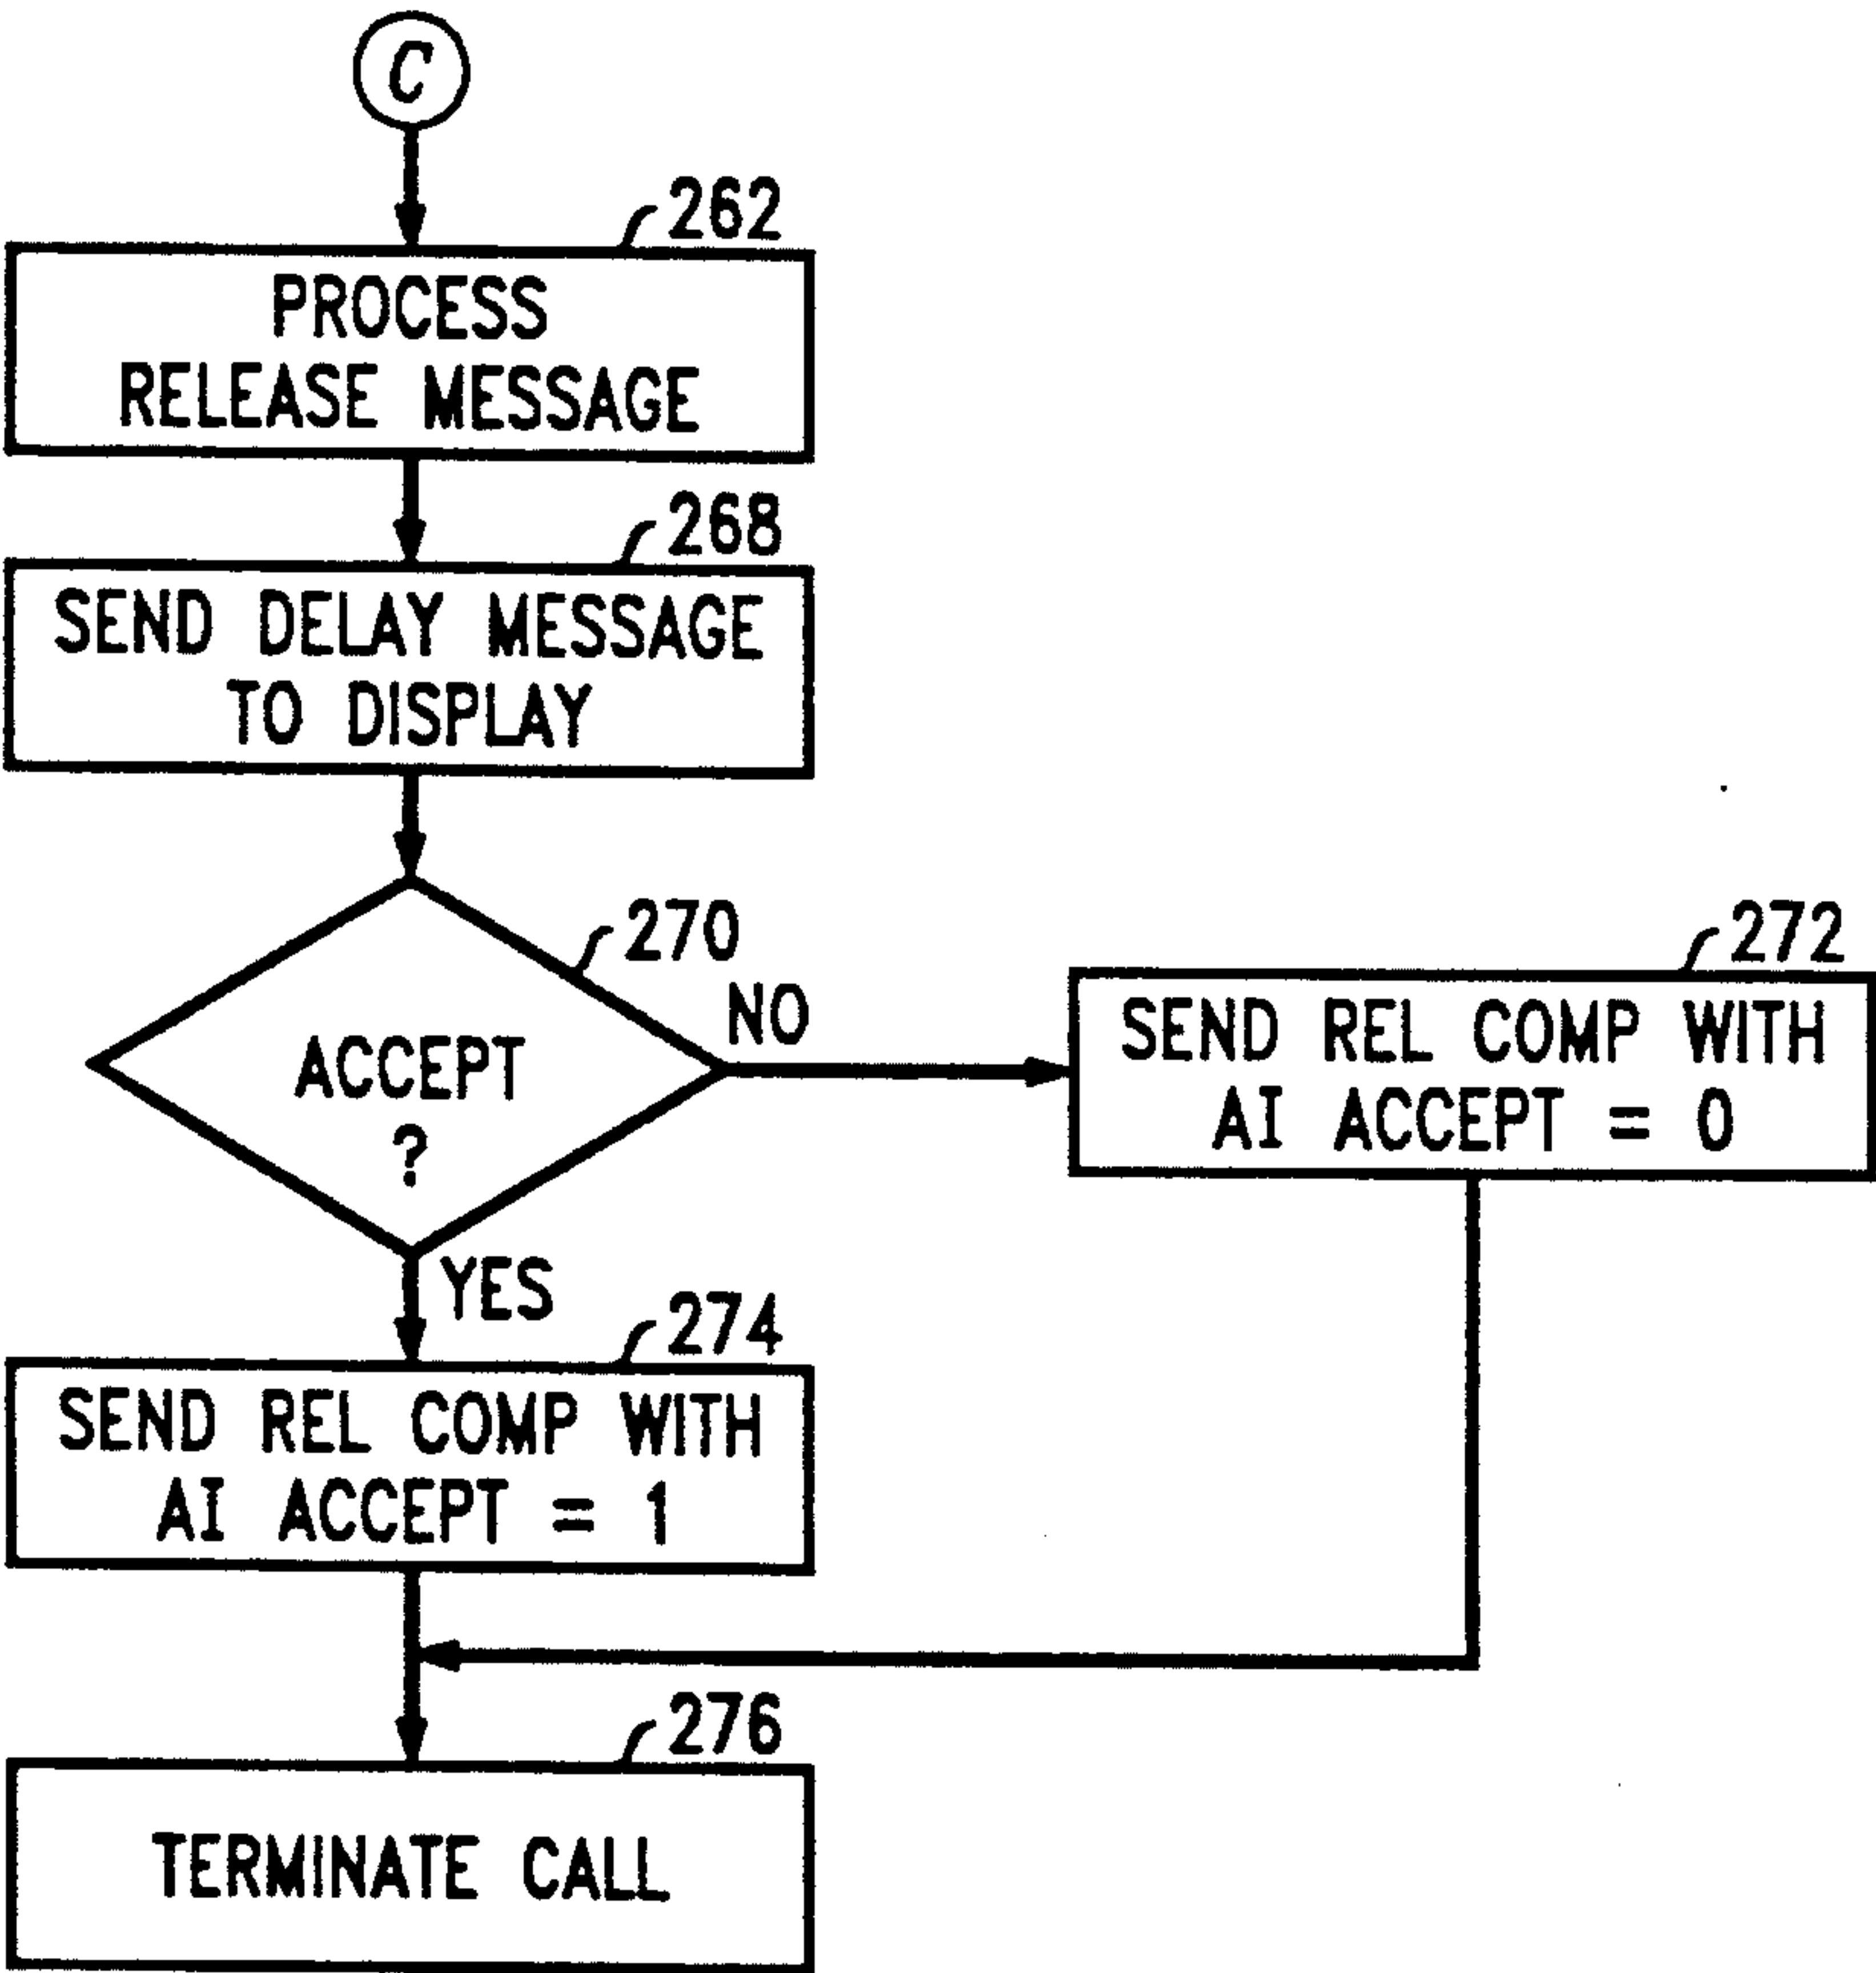 C
262
PROCESS
RELEASE MESSAGE
268
SEND DELAY MESSAGE
TO DISPLAY
270
ACCEPT
?
NO
272
SEND REL COMP WITH
AI ACCEPT = 0
YES
274
SEND REL COMP WITH
AI ACCEPT = 1
276
TERMINATE CALL